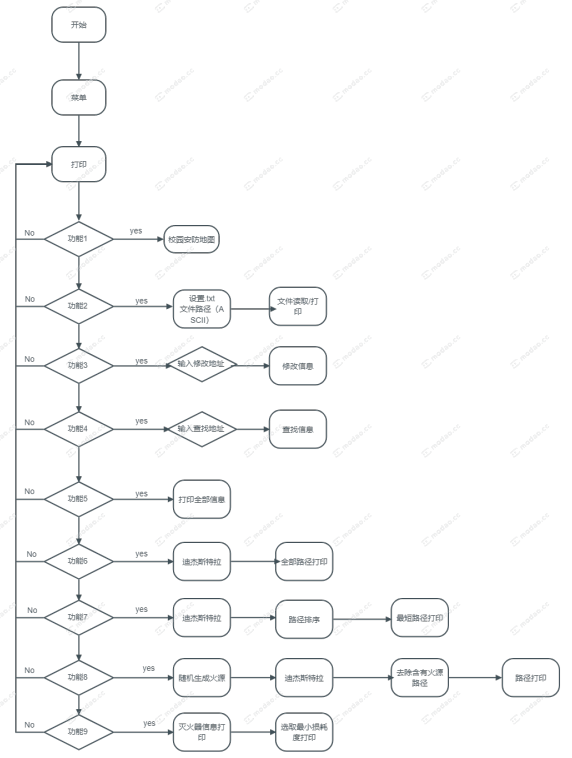 开始
菜单
打印
No
功能1
yes
校园安防地图
No
功能2
yes
设置.txt
文件路径（A
SCII）
文件读取/打
印
No
功能3
yes
输入修改地址
修改信息
No
功能4
yes
输入查找地址
查找信息
No
功能5
yes
打印全部信息
No
功能6
yes
迪杰斯特拉
全部路径打印
No
功能7
yes
迪杰斯特拉
路径排序
最短路径打印
No
功能8
yes
随机生成火源
迪杰斯特拉
去除含有火源
路径
路径打印
No
功能9
yes
灭火器信息打
印
选取最小损耗
度打印